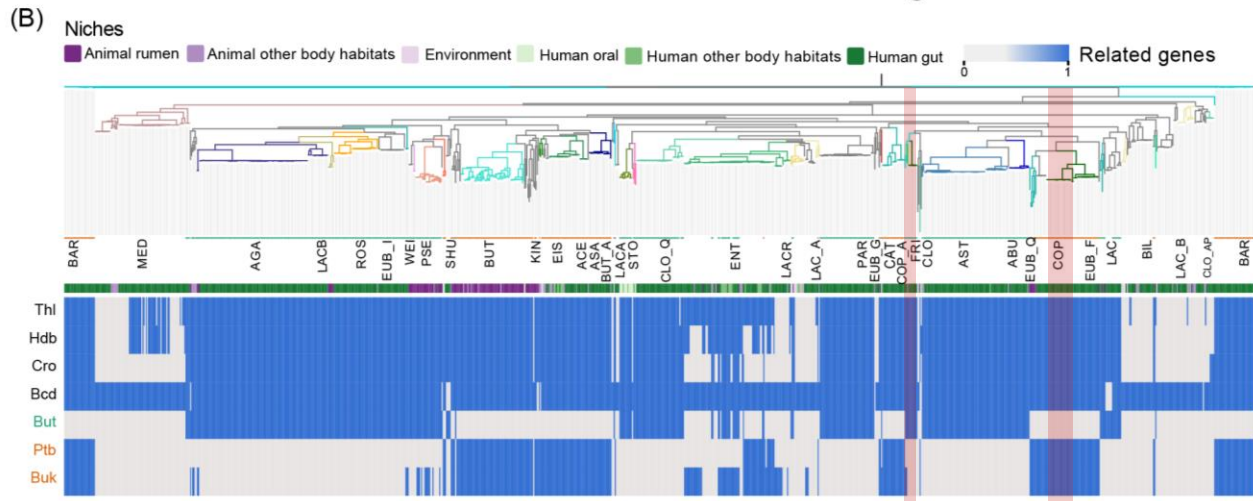 (B)
Niches
Animal rumen Animal other body habitats Environment Human oral Human other body habitats Human gut 0 1 Related genes
BAR MED AGA LACB ROS EUB_I WEI PSE SHU BUT KIN EIS ACE ASA BUT_A LACA STO CLO_Q ENT LACR LAC_A PAR EUB_G CAT COP_A FRI CLO AST ABU EUB_Q COP EUB_F LAC BIL LAC_B CLO_AP BAR
Thl
Hdb
Cro
Bcd
But
Ptb
Buk